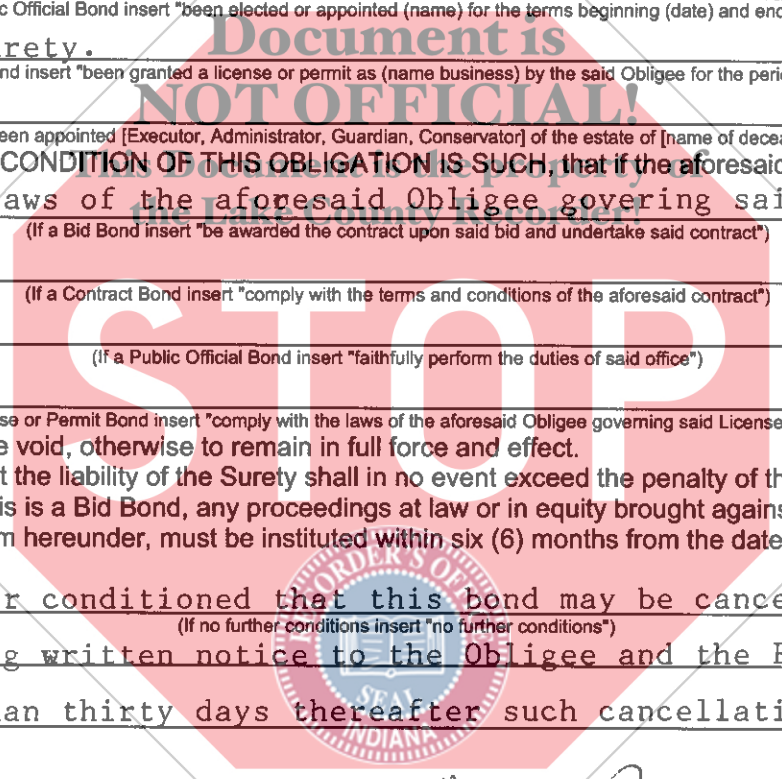 c Official Bond insert "been elected or appointed (name) for the terms beginning (date) and end
Document is
rety.
nd insert "been granted a license or permit as (name business) by the said Obligee for the peri
NOT OFFICIAL!
een appointed [Executor, Administrator, Guardian, Conservator] of the estate of [name of decea
This Document is the property of
CONDITION OF THIS OBLIGATION IS SUCH, that if the aforesaid
aws of the aforesaid Obligee govering sai
the Lake County Recorder!
(If a Bid Bond insert "be awarded the contract upon said bid and undertake said contract")
(If a Contract Bond insert "comply with the terms and conditions of the aforesaid contract")
STOP
(If a Public Official Bond insert "faithfully perform the duties of said office")
se or Permit Bond insert "comply with the laws of the aforesaid Obligee governing said License
e void, otherwise to remain in full force and effect.
t the liability of the Surety shall in no event exceed the penalty of th
is is a Bid Bond, any proceedings at law or in equity brought agains
m hereunder, must be instituted within six (6) months from the date
RECORDER'S OFFICE
r conditioned that this bond may be cance
(If no further conditions insert "no further conditions")
g written notice to the Obligee and the
SEAL
an thirty days thereafter such cancellati
INDIANA